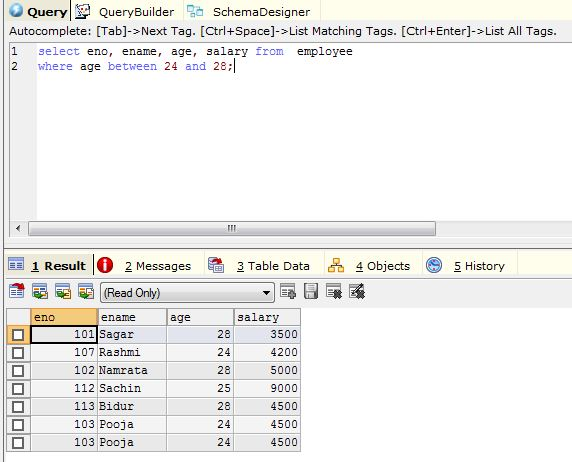 Query QueryBuilder SchemaDesigner
Autocomplete: [Tab]->Next Tag. [Ctrl+Space]->List Matching Tags. [Ctrl+Enter]->List All Tags.
1 select eno, ename, age, salary from  employee
2 where age between 24 and 28;
1 Result 2 Messages 3 Table Data 4 Objects 5 History
(Read Only)
eno ename age salary
101 Sagar 28 3500
107 Rashmi 24 4200
102 Namrata 28 5000
112 Sachin 25 9000
113 Bidur 28 4500
103 Pooja 24 4500
103 Pooja 24 4500